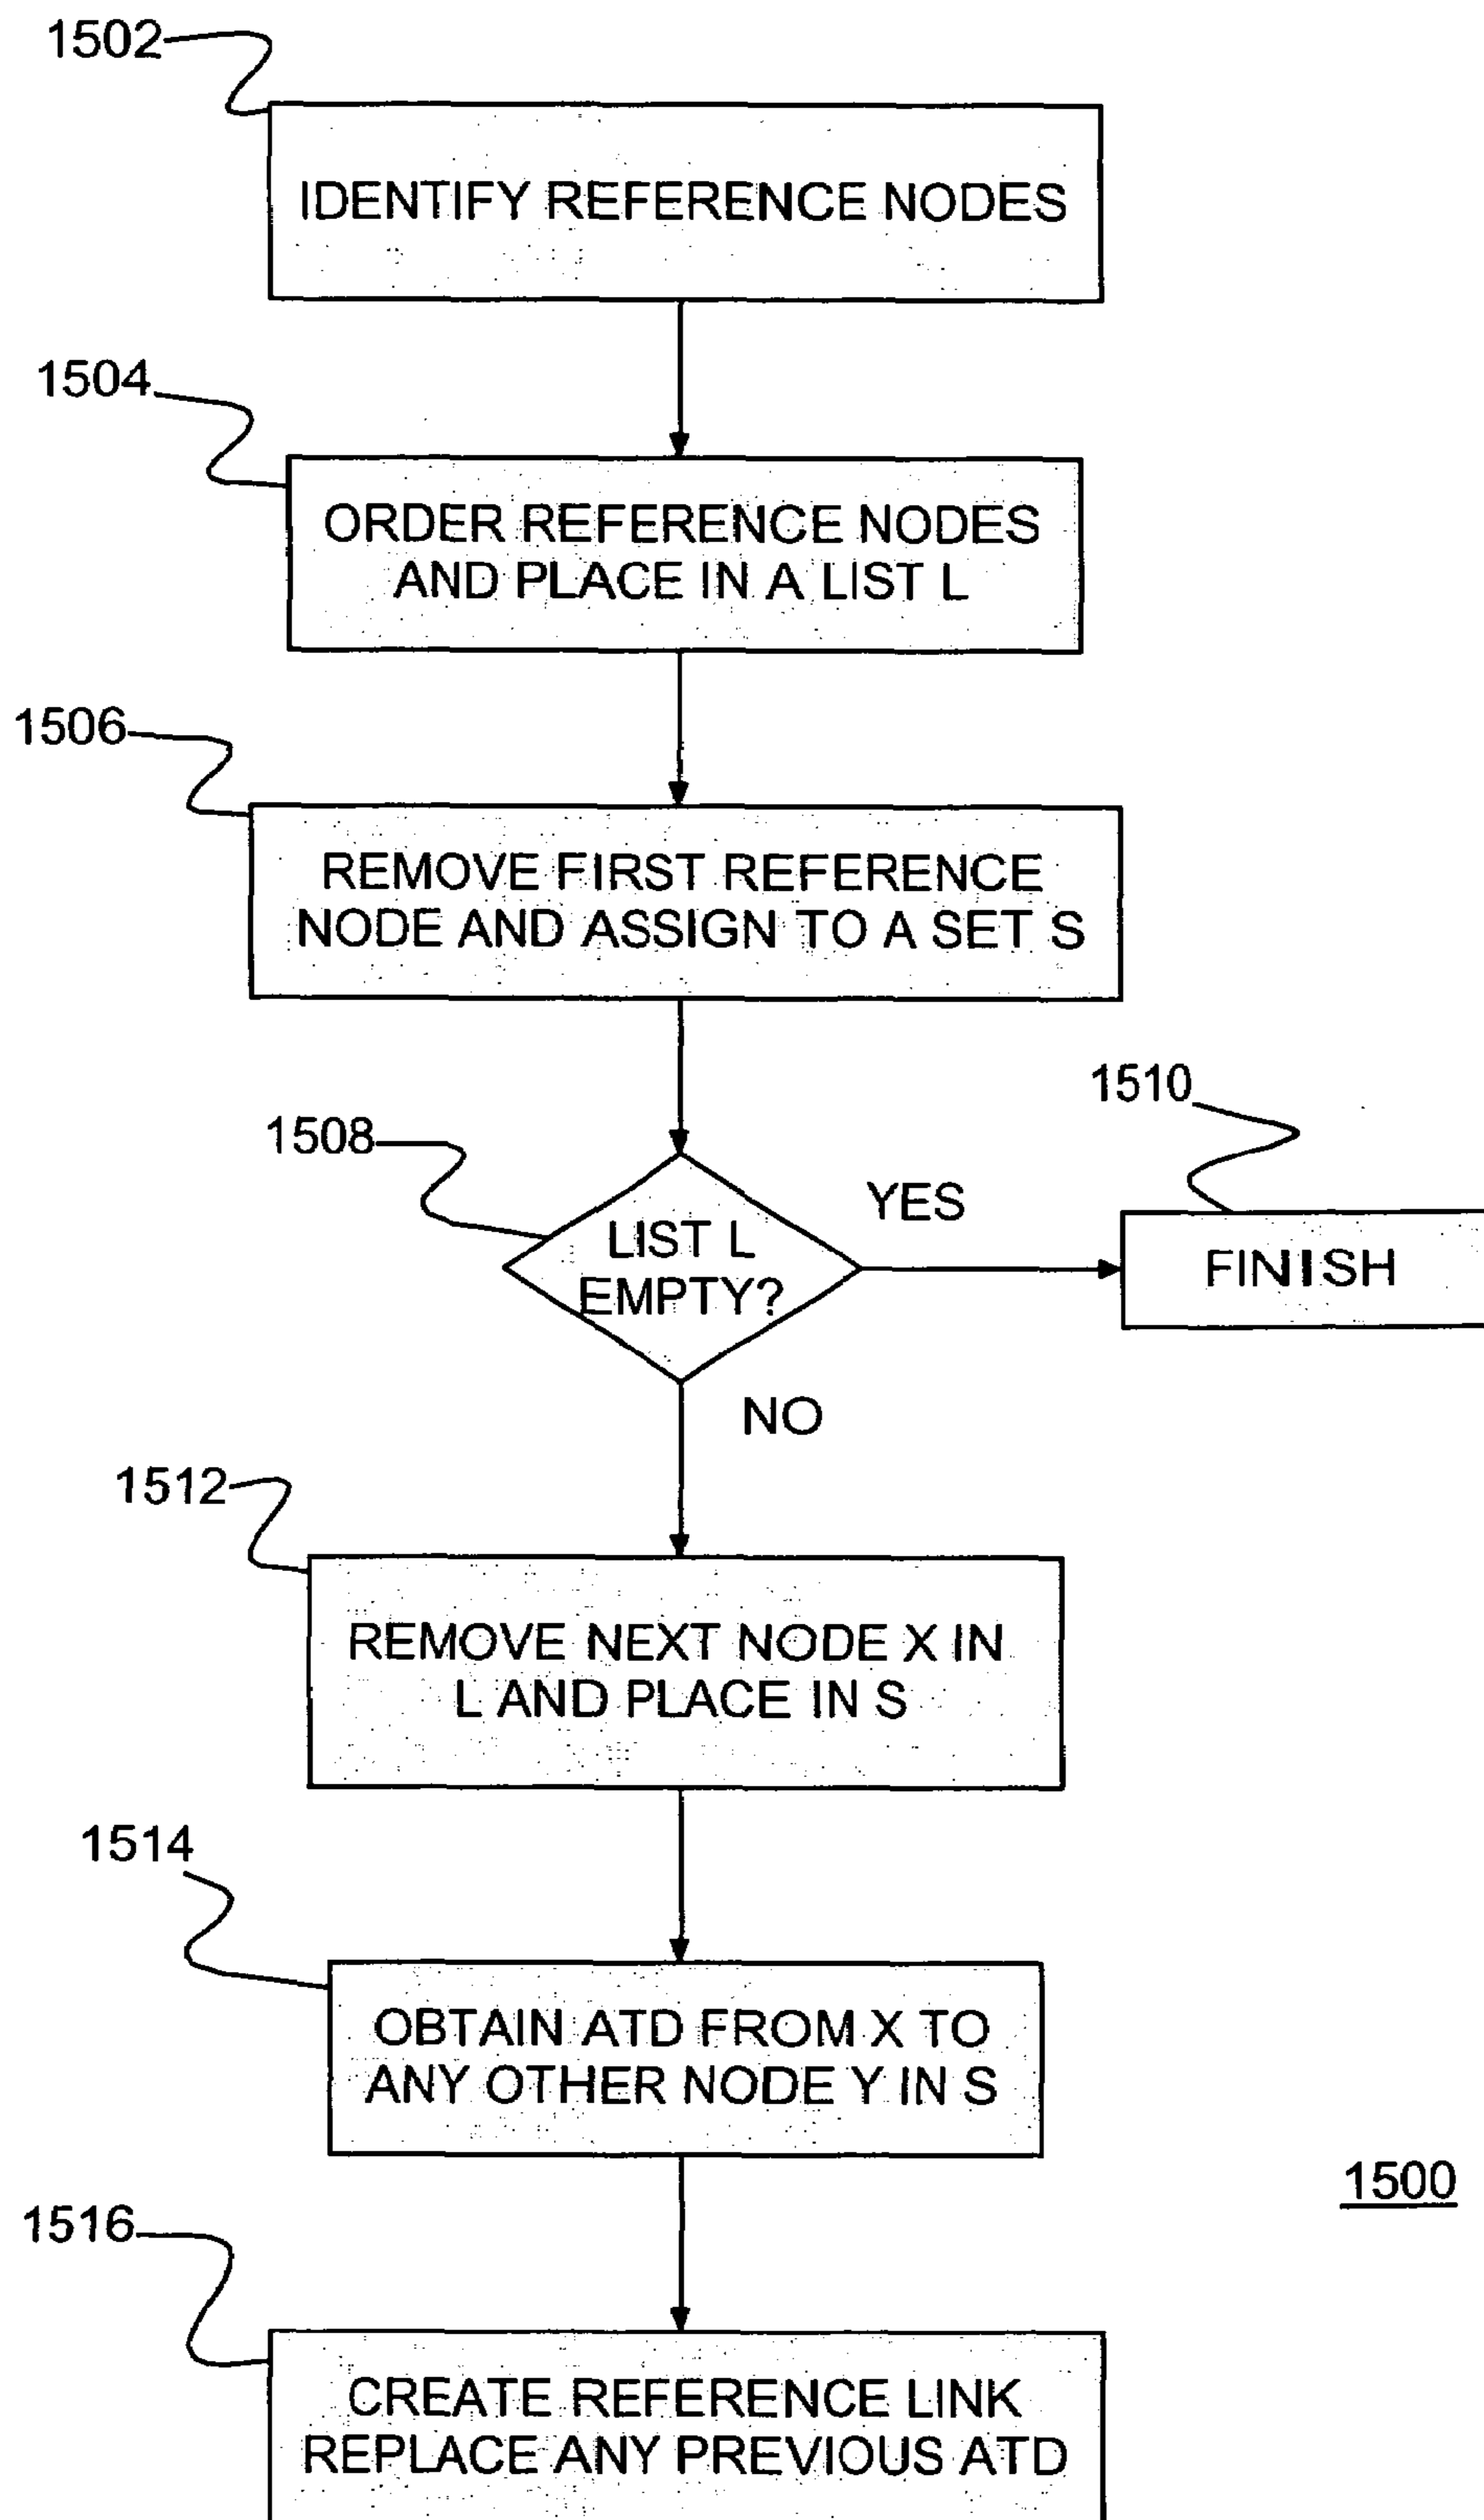 1502
IDENTIFY REFERENCE NODES
1504
ORDER REFERENCE NODES
AND PLACE IN A LIST L
1506
REMOVE FIRST REFERENCE
NODE AND ASSIGN TO A SET S
1508
LIST L
EMPTY?
YES
1510
FINISH
NO
1512
REMOVE NEXT NODE X IN
L AND PLACE IN S
1514
OBTAIN ATD FROM X TO
ANY OTHER NODE Y IN S
1500
1516
CREATE REFERENCE LINK
REPLACE ANY PREVIOUS ATD